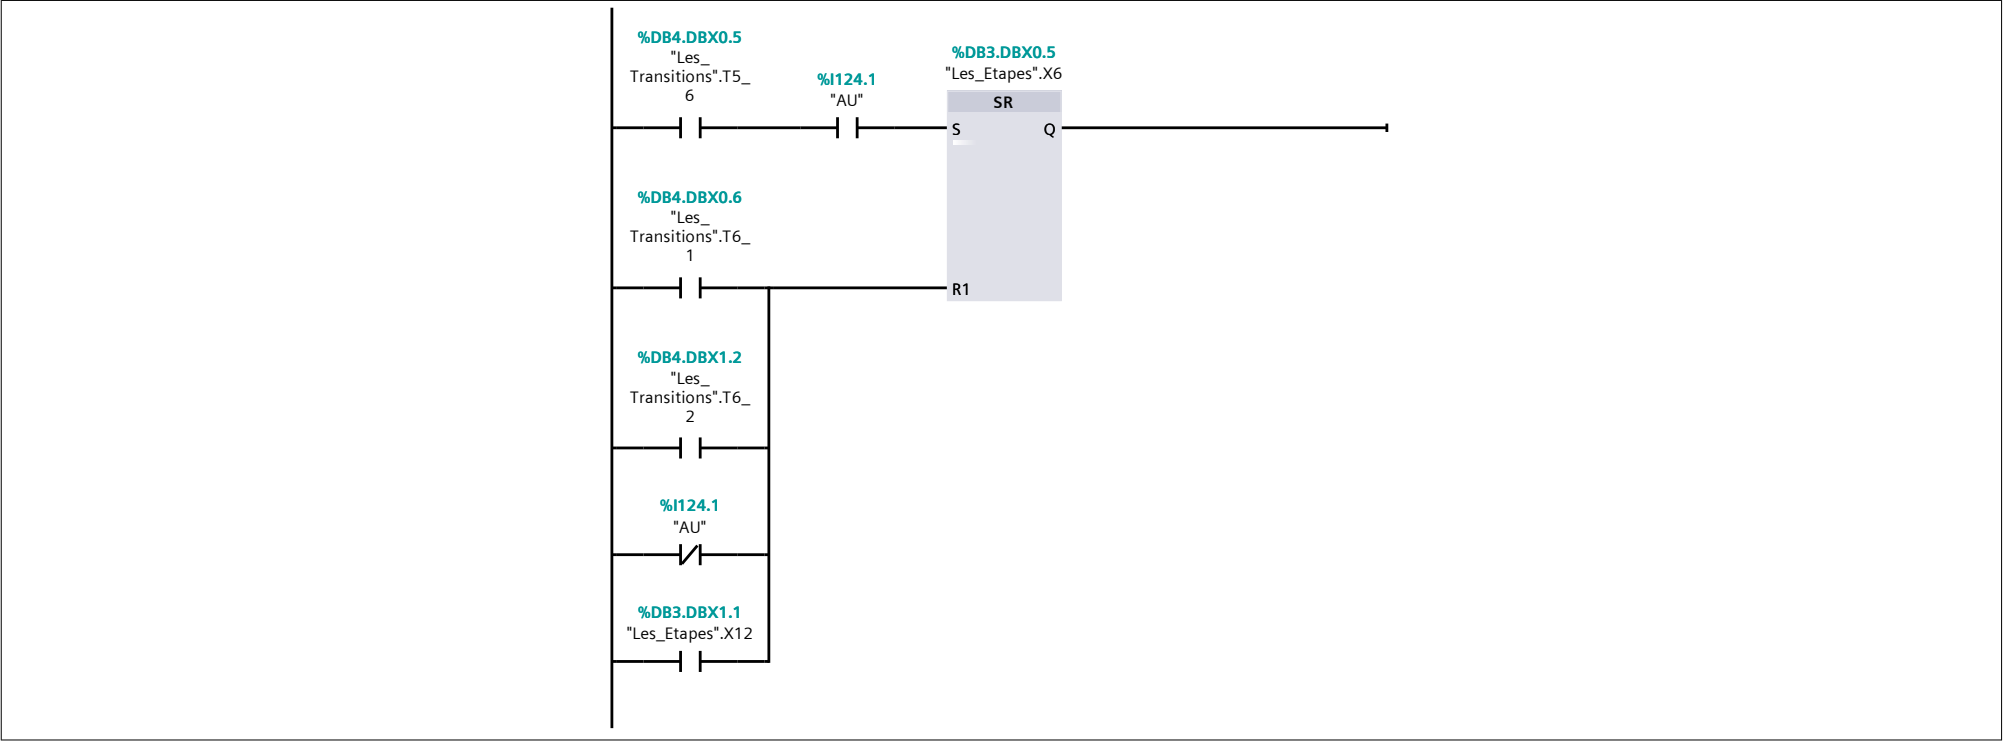 %DB4.DBX0.5
"Les_
Transitions".T5_
6
%I124.1
"AU"
%DB3.DBX0.5
"Les_Etapes".X6
SR
S
Q
%DB4.DBX0.6
"Les_
Transitions".T6_
1
R1
%DB4.DBX1.2
"Les_
Transitions".T6_
2
%I124.1
"AU"
%DB3.DBX1.1
"Les_Etapes".X12